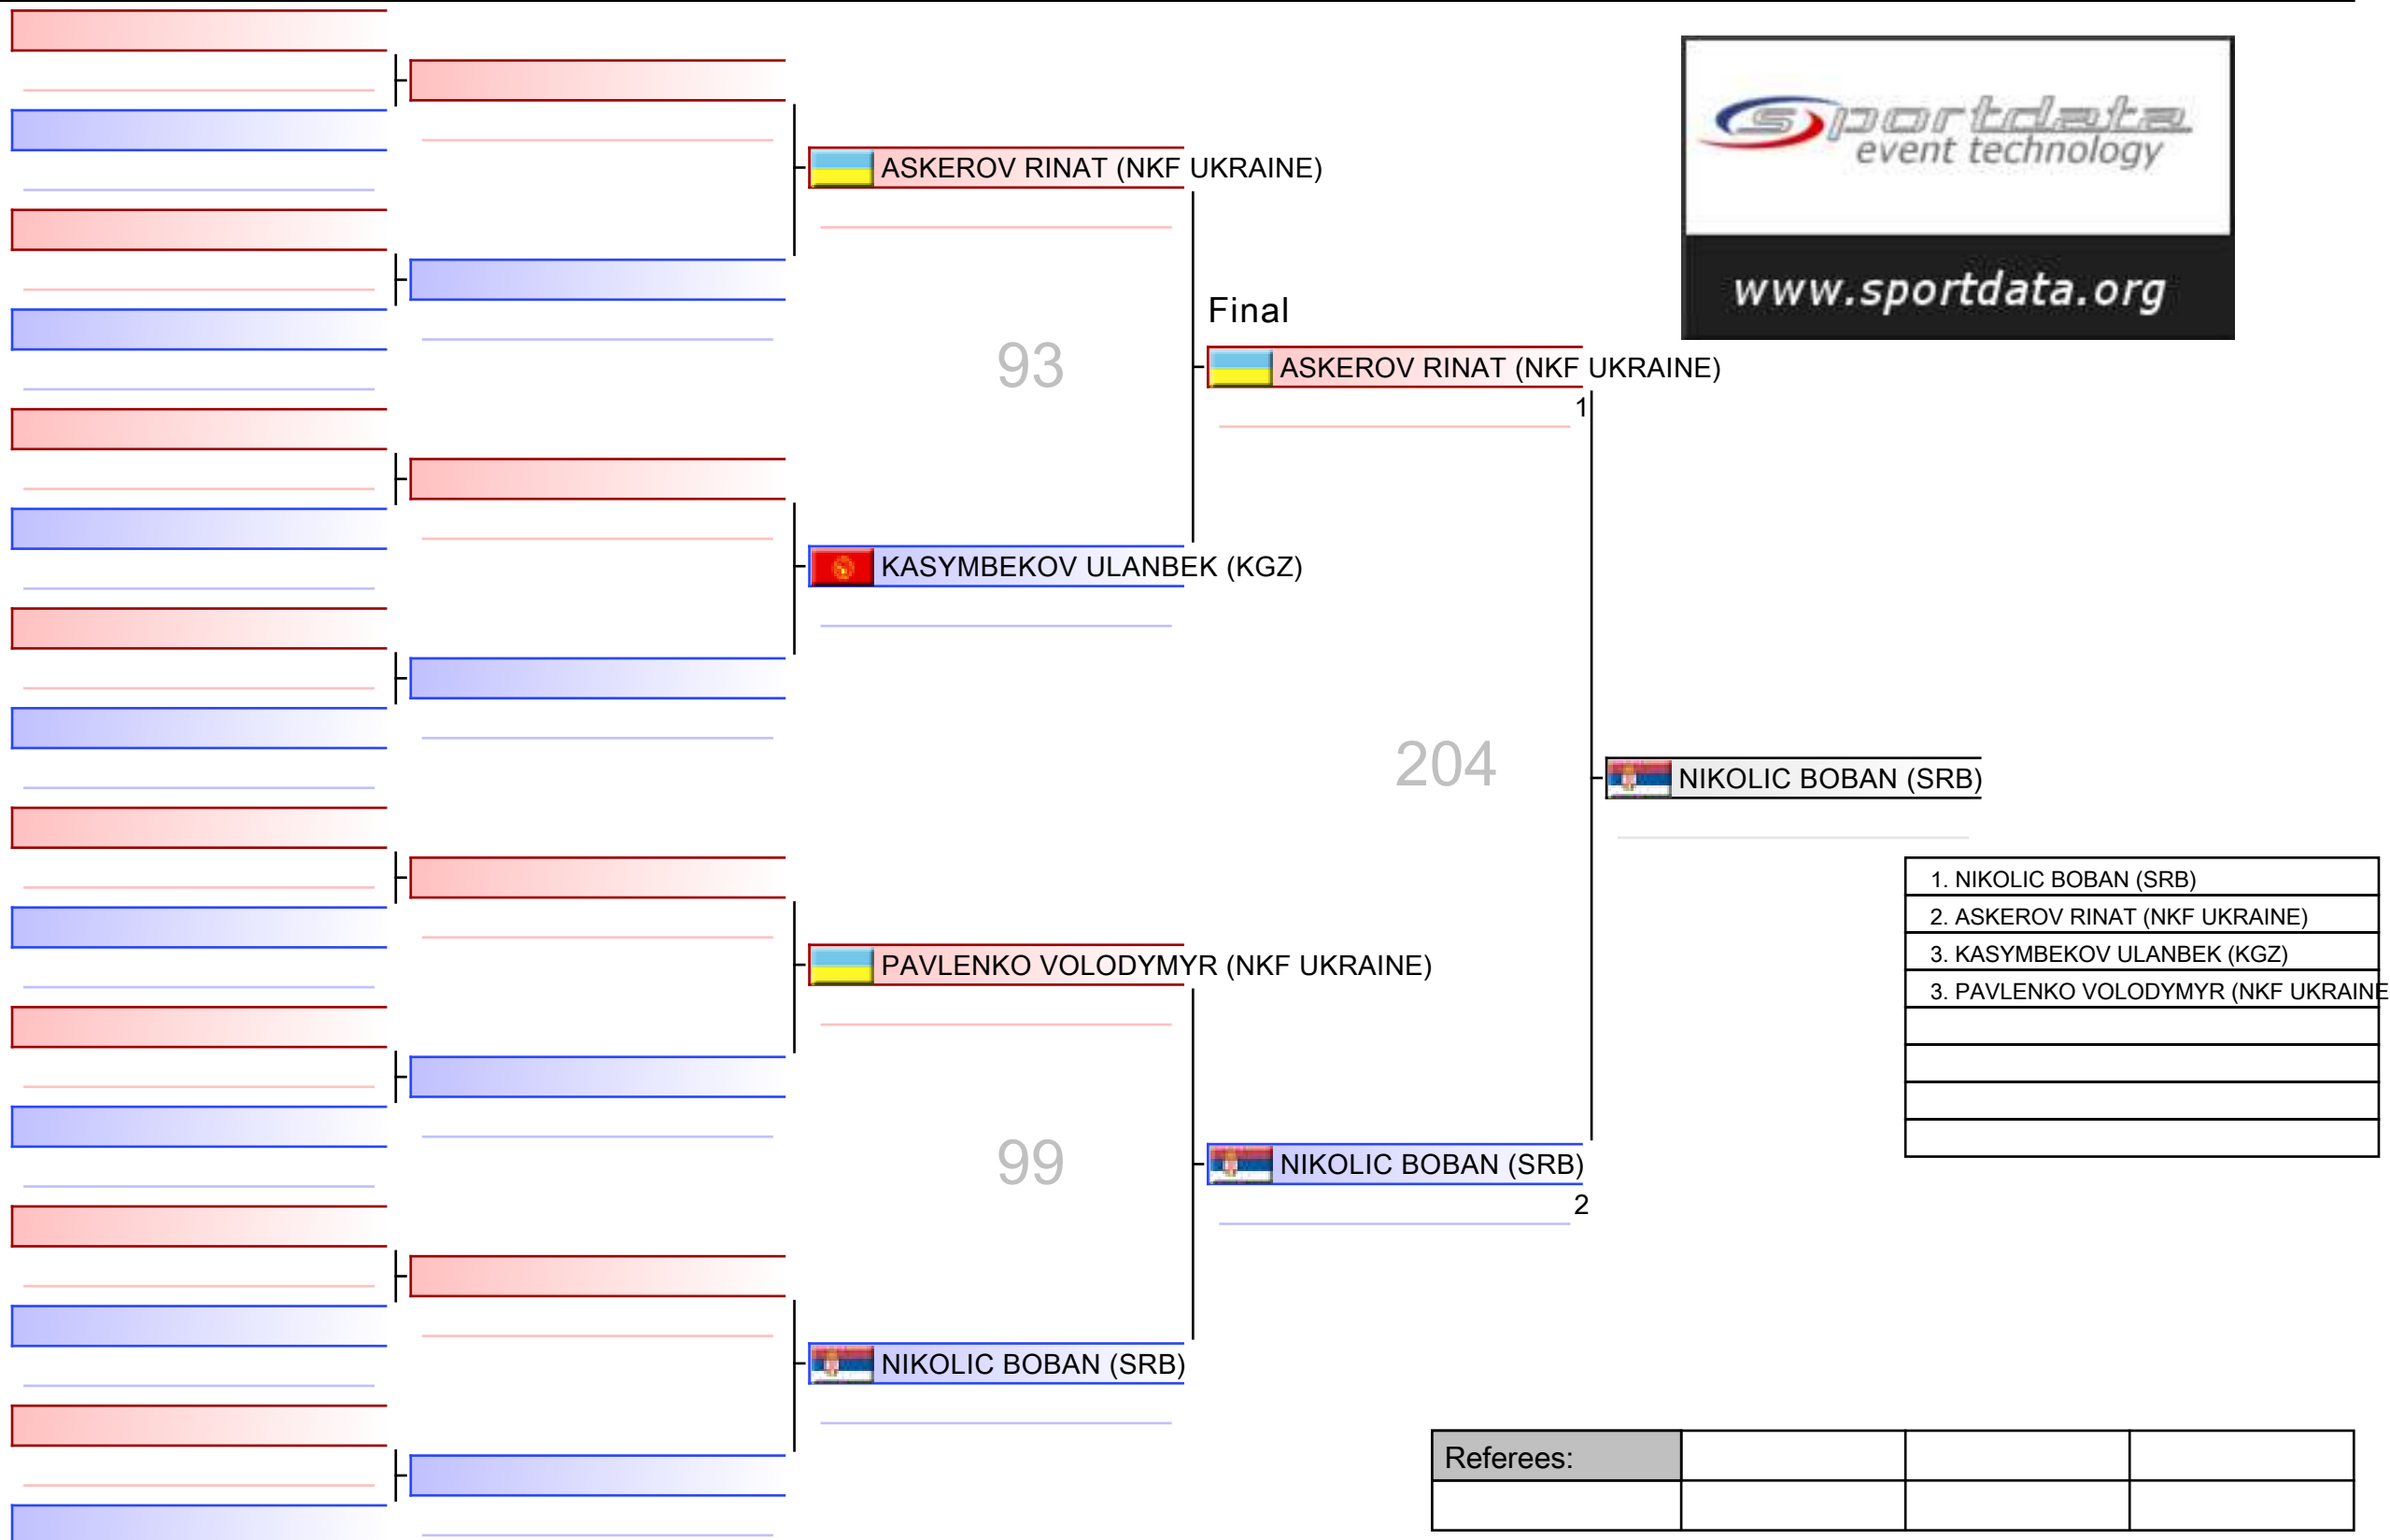 sportdata
event technology
www.sportdata.org
ASKEROV RINAT (NKF UKRAINE)
Final
93
ASKEROV RINAT (NKF UKRAINE)
1
KASYMBEKOV ULANBEK (KGZ)
204
NIKOLIC BOBAN (SRB)
1. NIKOLIC BOBAN (SRB)
2. ASKEROV RINAT (NKF UKRAINE)
3. KASYMBEKOV ULANBEK (KGZ)
3. PAVLENKO VOLODYMYR (NKF UKRAINE
PAVLENKO VOLODYMYR (NKF UKRAINE)
99
NIKOLIC BOBAN (SRB)
2
NIKOLIC BOBAN (SRB)
Referees: